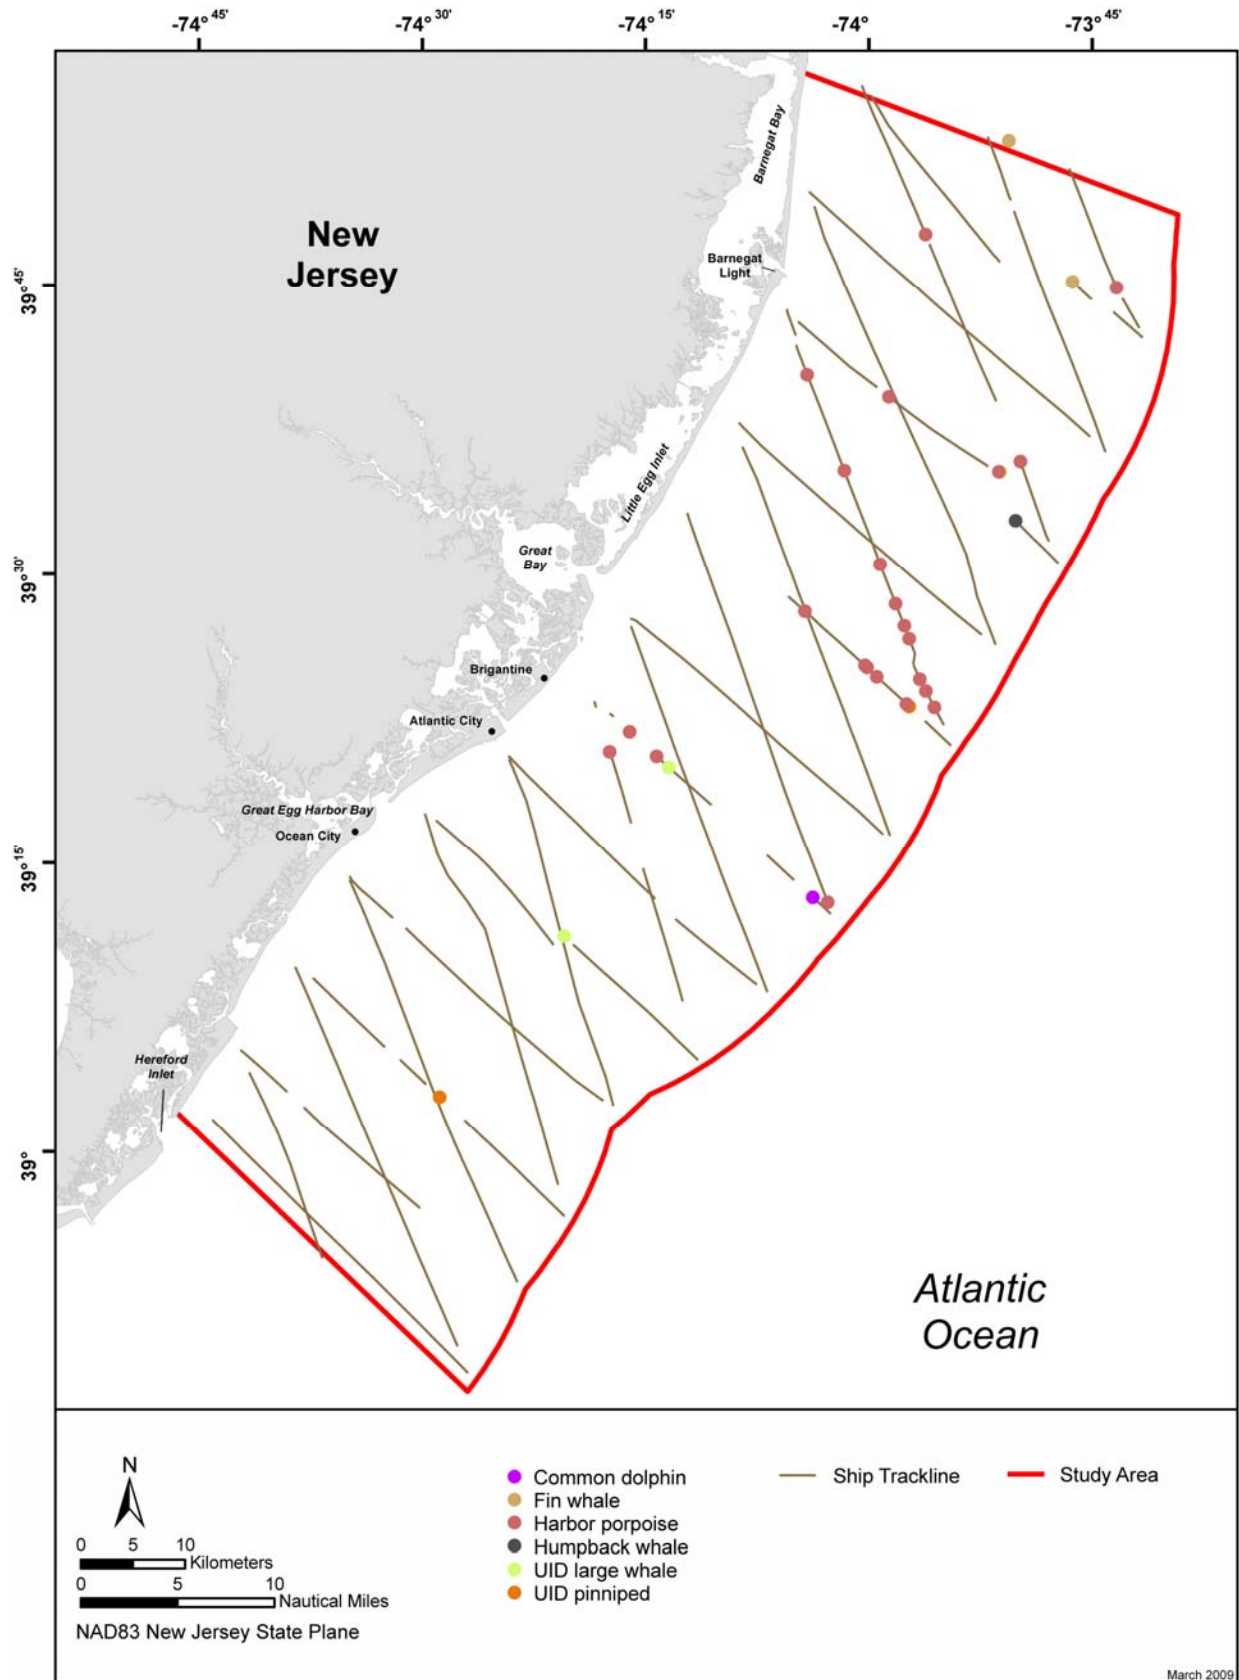 -74° 45'
-74° 30'
-74° 15'
-74°
-73° 45'
39° 45'
39° 30'
39° 15'
39°
Barnegat Bay
New
Jersey
Barnegat
Light
Little Egg Inlet
Great
Bay
Brigantine
Atlantic City
Great Egg Harbor Bay
Ocean City
Hereford
Inlet
Atlantic
Ocean
N
0 5 10
Kilometers
0 5 10
Nautical Miles
NAD83 New Jersey State Plane
Common dolphin
Fin whale
Harbor porpoise
Humpback whale
UID large whale
UID pinniped
Ship Trackline
Study Area
March 2009